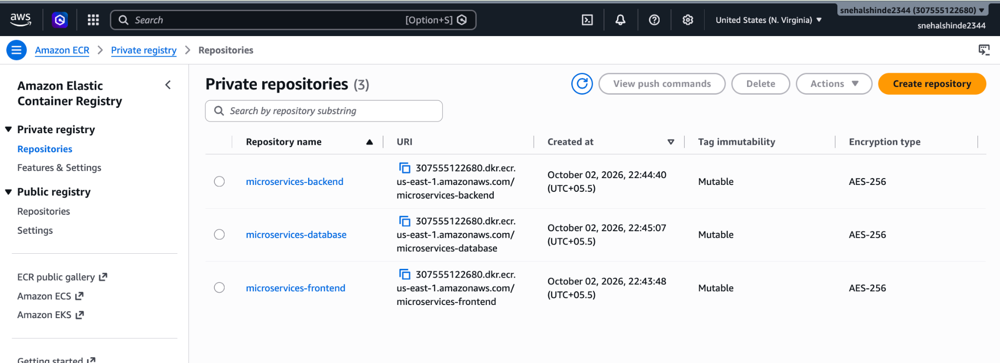 aws
Search
[Option+S]
United States (N. Virginia)
snehalshinde2344 (307555122680)
snehalshinde2344
Amazon ECR
Private registry
Repositories
Amazon Elastic
Container Registry
Private registry
Repositories
Features & Settings
Public registry
Repositories
Settings
ECR public gallery
Amazon ECS
Amazon EKS
Getting started
Private repositories (3)
View push commands
Delete
Actions
Create repository
Search by repository substring
Repository name
URI
Created at
Tag immutability
Encryption type
microservices-backend
307555122680.dkr.ecr.
us-east-1.amazonaws.com/
microservices-backend
October 02, 2026, 22:44:40
(UTC+05.5)
Mutable
AES-256
microservices-database
307555122680.dkr.ecr.
us-east-1.amazonaws.com/
microservices-database
October 02, 2026, 22:45:07
(UTC+05.5)
Mutable
AES-256
microservices-frontend
307555122680.dkr.ecr.
us-east-1.amazonaws.com/
microservices-frontend
October 02, 2026, 22:43:48
(UTC+05.5)
Mutable
AES-256